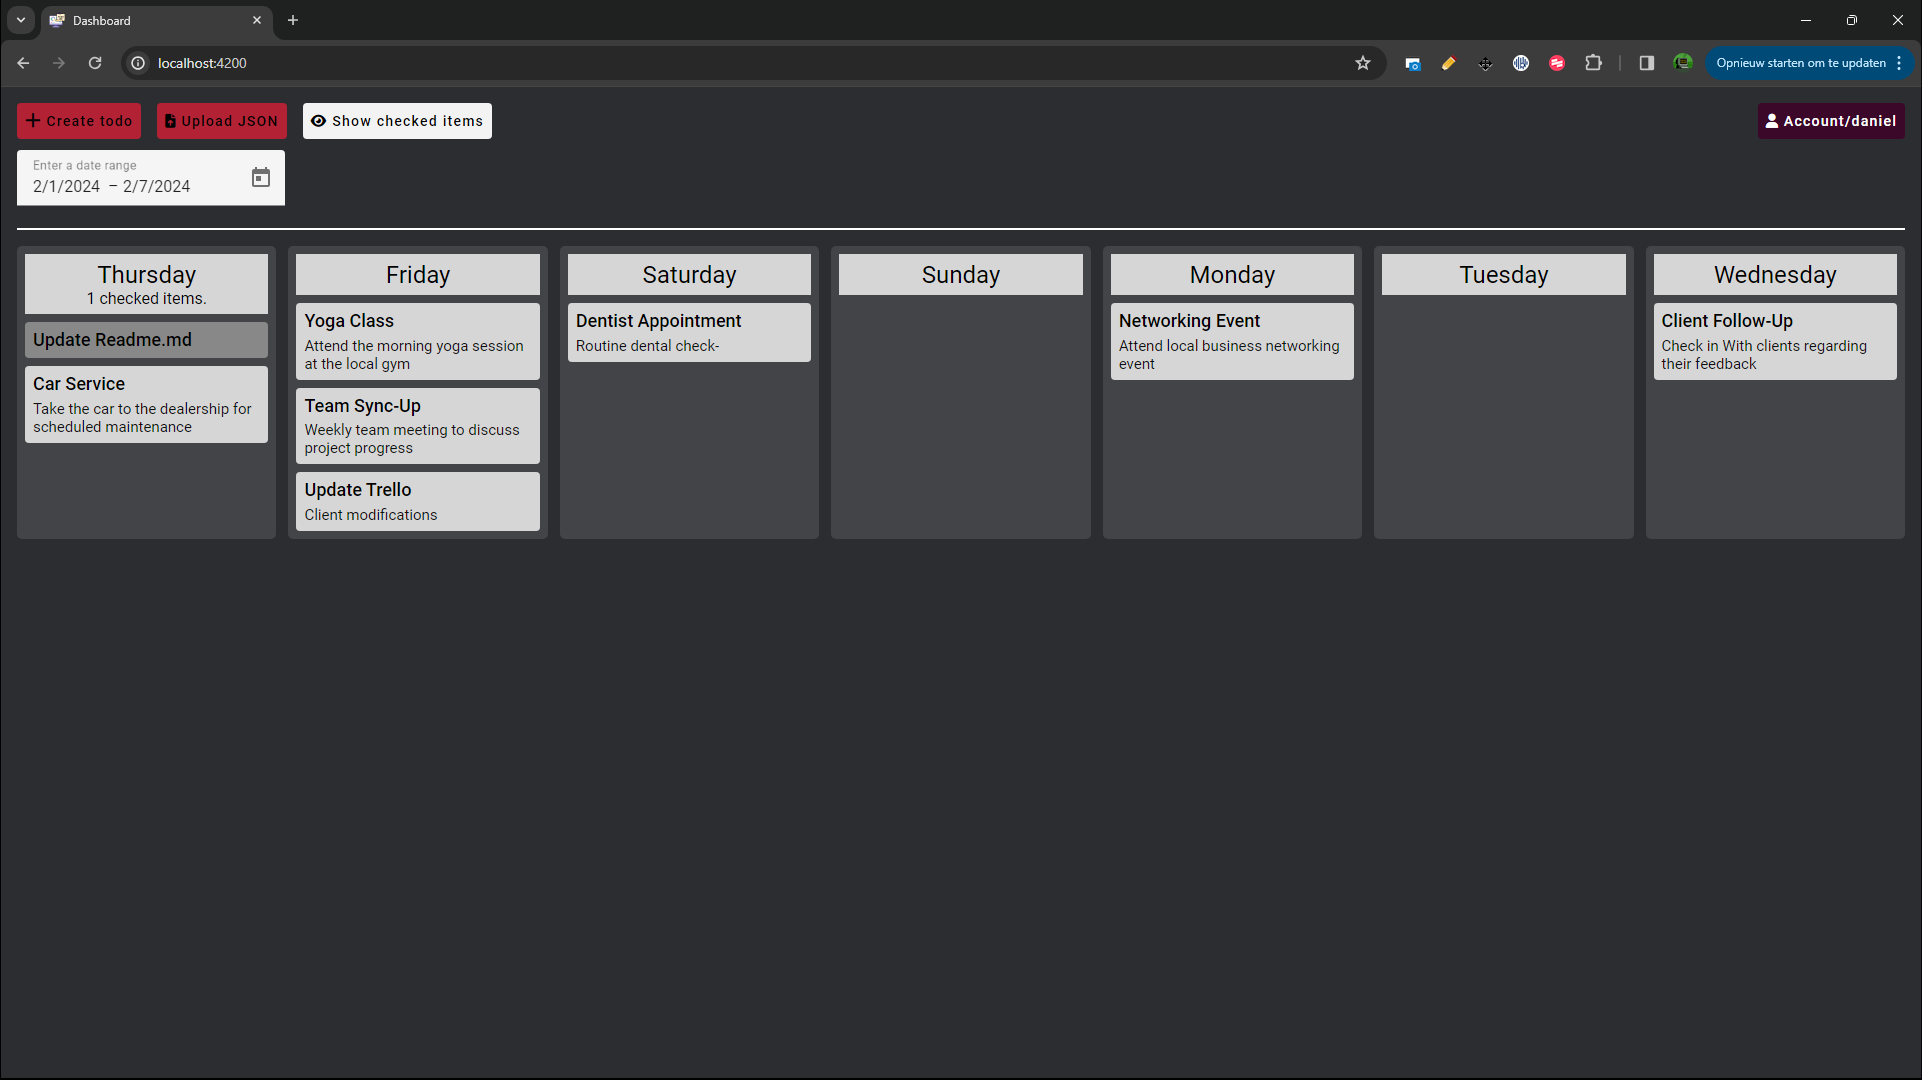 Dashboard
localhost:4200
Opnieuw starten om te updaten
Create todo
Upload JSON
Show checked items
Account/daniel
Enter a date range
2/1/2024 – 2/7/2024
Thursday
1 checked items.
Update Readme.md
Car Service
Take the car to the dealership for
scheduled maintenance
Friday
Yoga Class
Attend the morning yoga session
at the local gym
Team Sync-Up
Weekly team meeting to discuss
project progress
Update Trello
Client modifications
Saturday
Dentist Appointment
Routine dental check-
Sunday
Monday
Networking Event
Attend local business networking
event
Tuesday
Wednesday
Client Follow-Up
Check in With clients regarding
their feedback